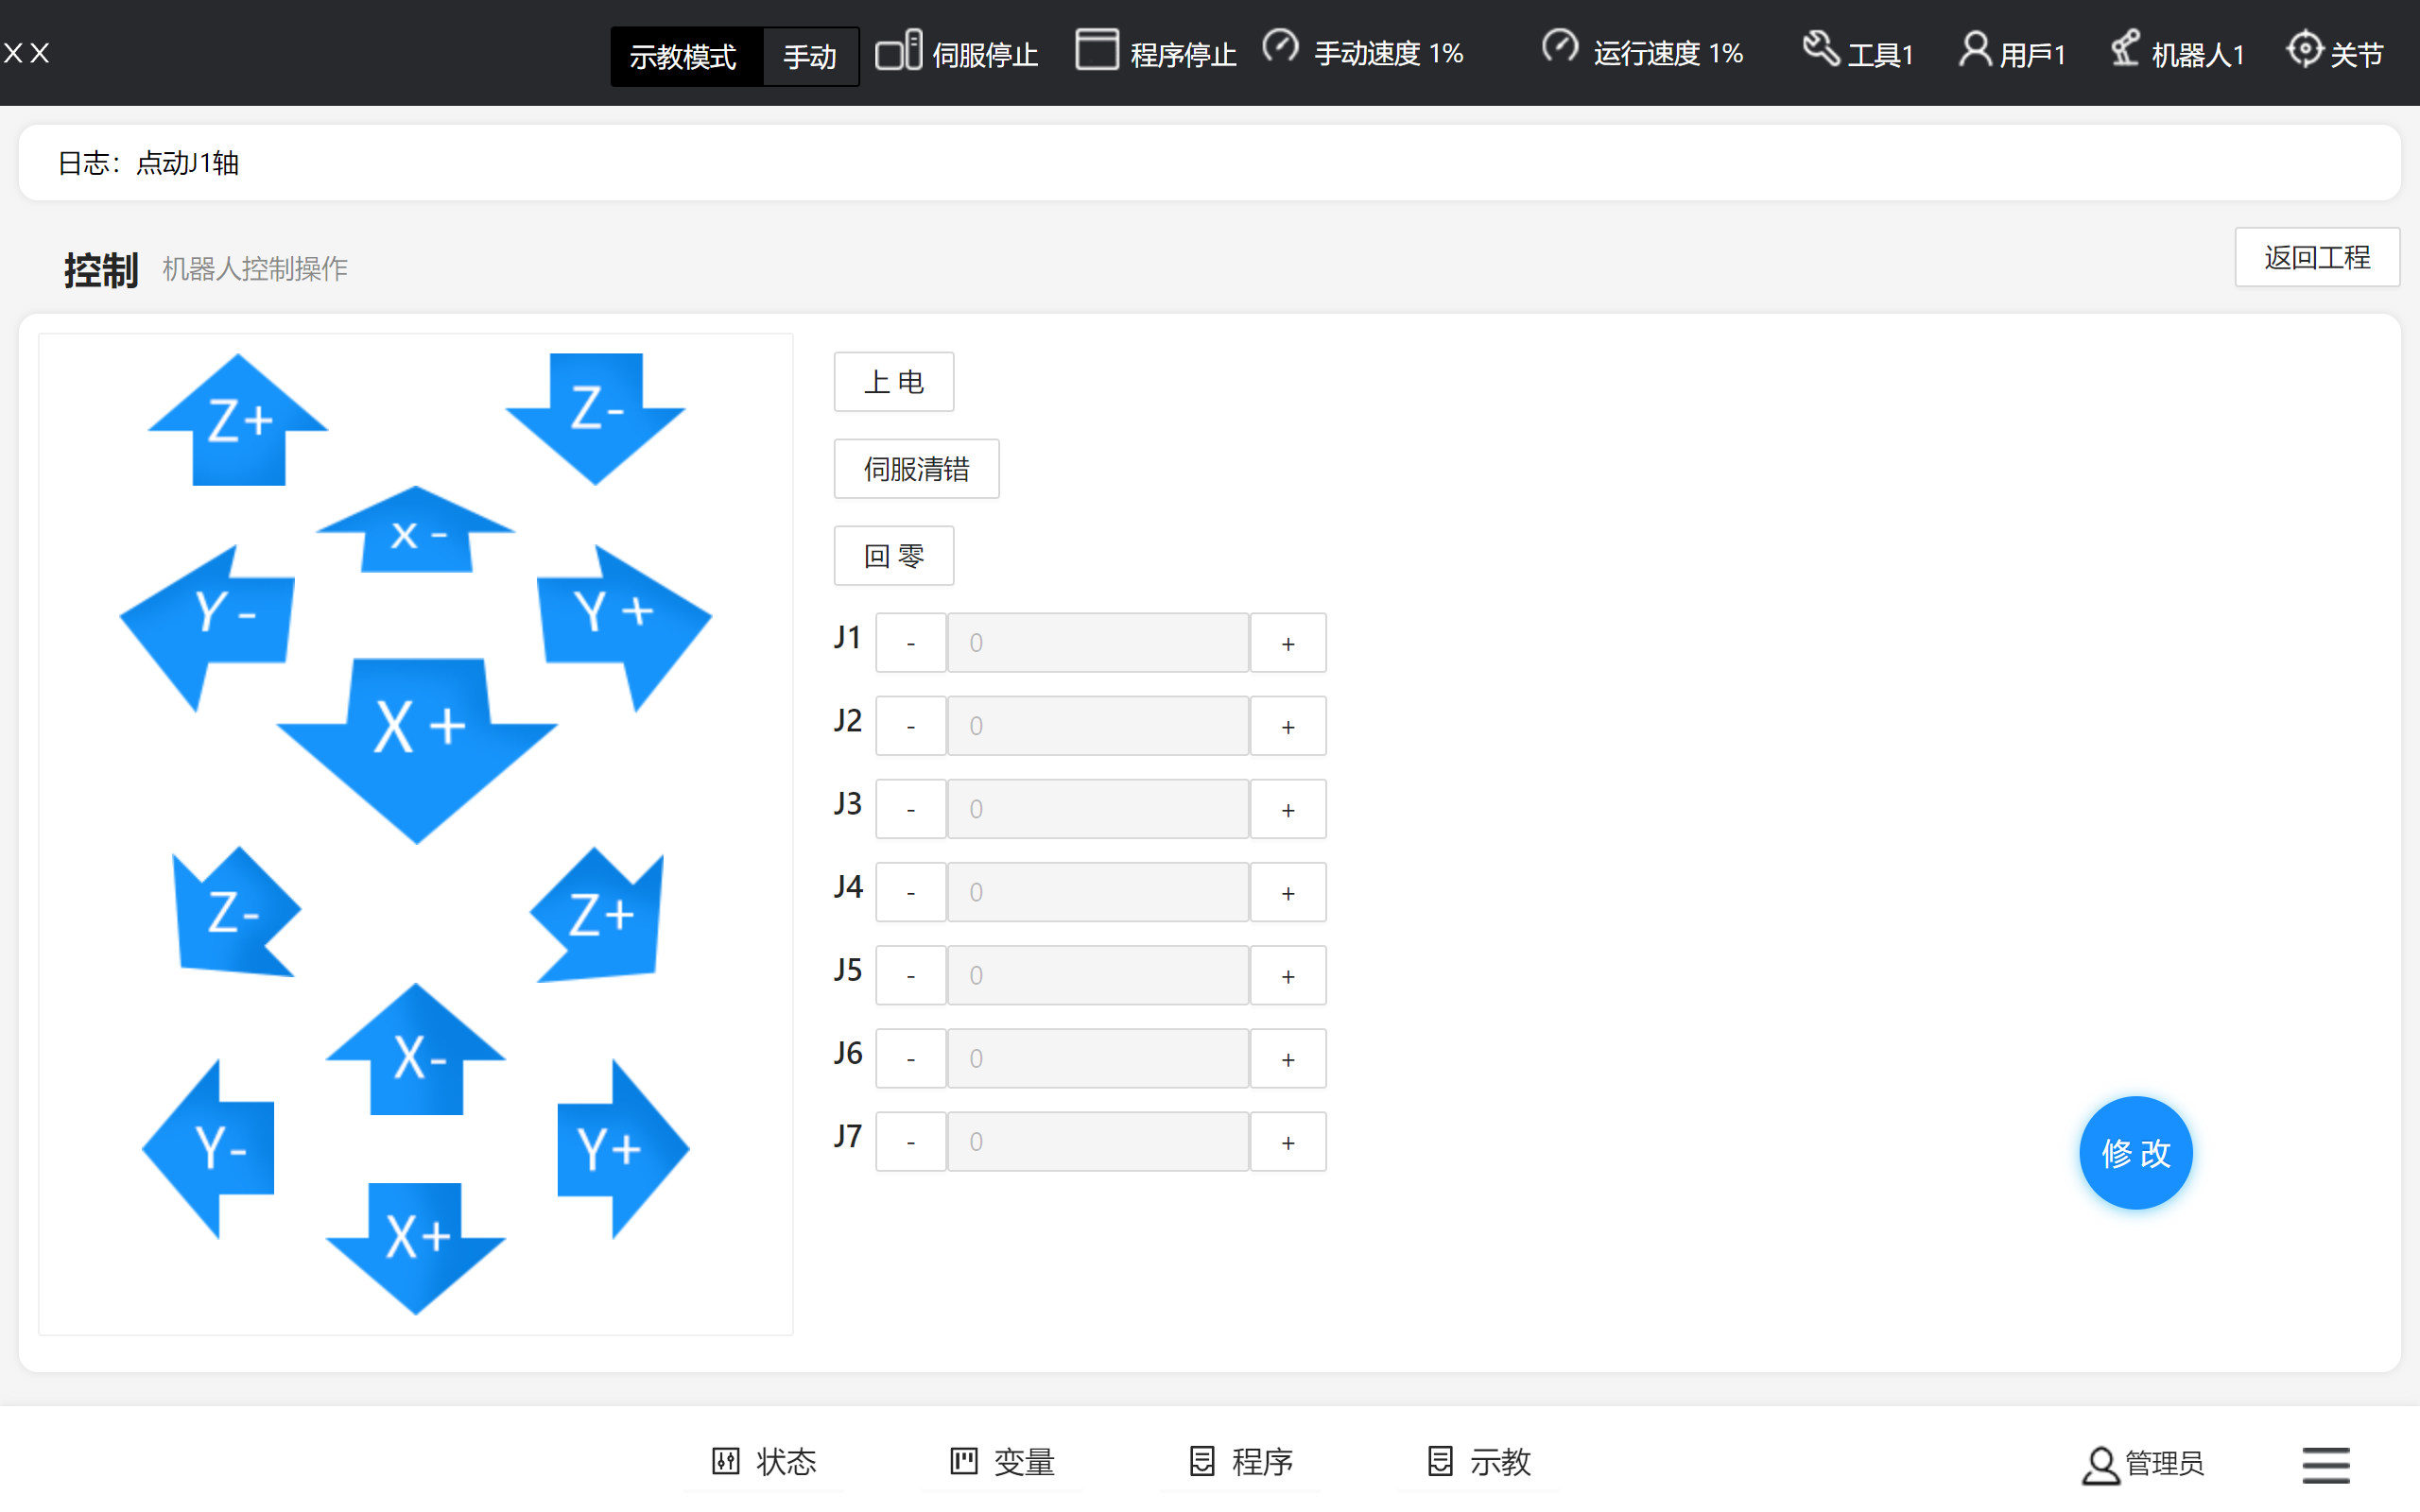 XX
示教模式 手动 伺服停止 程序停止 手动速度 1% 运行速度 1% 工具1 用戶1 机器人1 关节
日志：点动J1轴
控制 机器人控制操作
返回工程
Z+ Z-
x -
Y - Y +
X +
Z- Z+
X-
Y- Y+
X+
上 电
伺服清错
回 零
J1 - 0 +
J2 - 0 +
J3 - 0 +
J4 - 0 +
J5 - 0 +
J6 - 0 +
J7 - 0 +
修 改
状态 变量 程序 示教 管理员